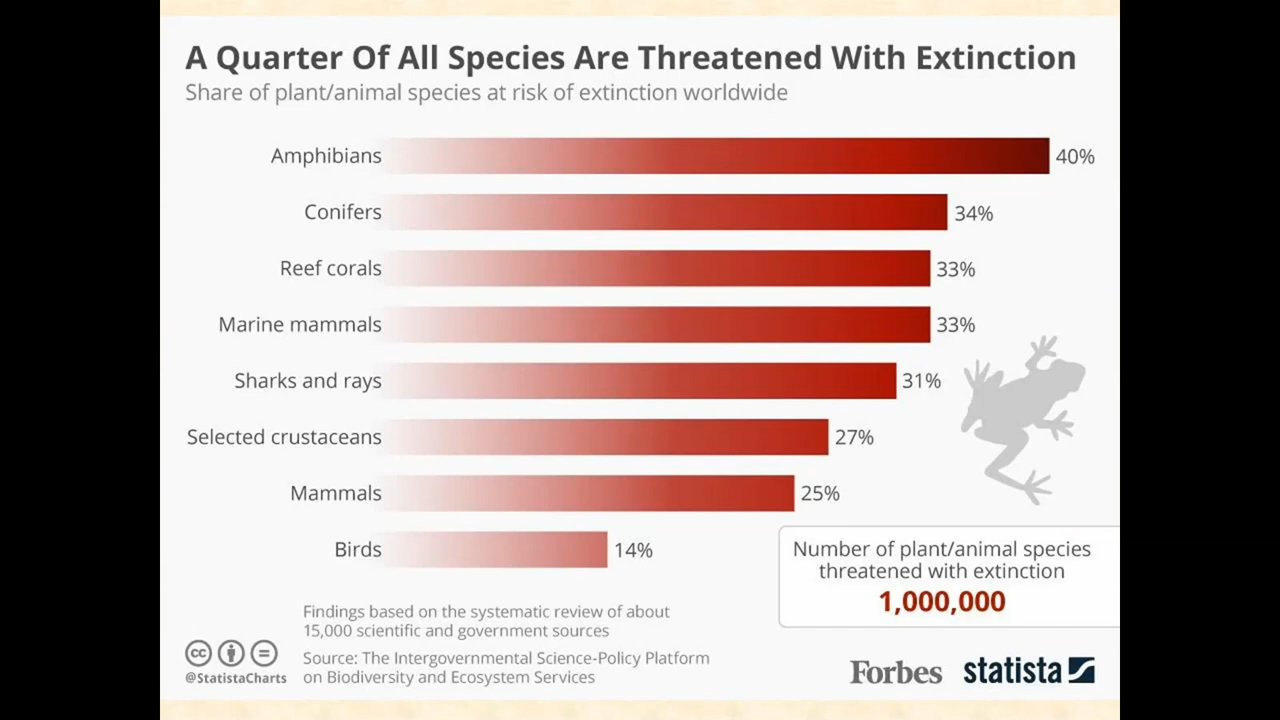 A Quarter Of All Species Are Threatened With Extinction
Share of plant/animal species at risk of extinction worldwide
Amphibians 40%
Conifers 34%
Reef corals 33%
Marine mammals 33%
Sharks and rays 31%
Selected crustaceans 27%
Mammals 25%
Birds 14%
Number of plant/animal species
threatened with extinction
1,000,000
Findings based on the systematic review of about
15,000 scientific and government sources
Source: The Intergovernmental Science-Policy Platform
on Biodiversity and Ecosystem Services
cc
@StatistaCharts
Forbes statista